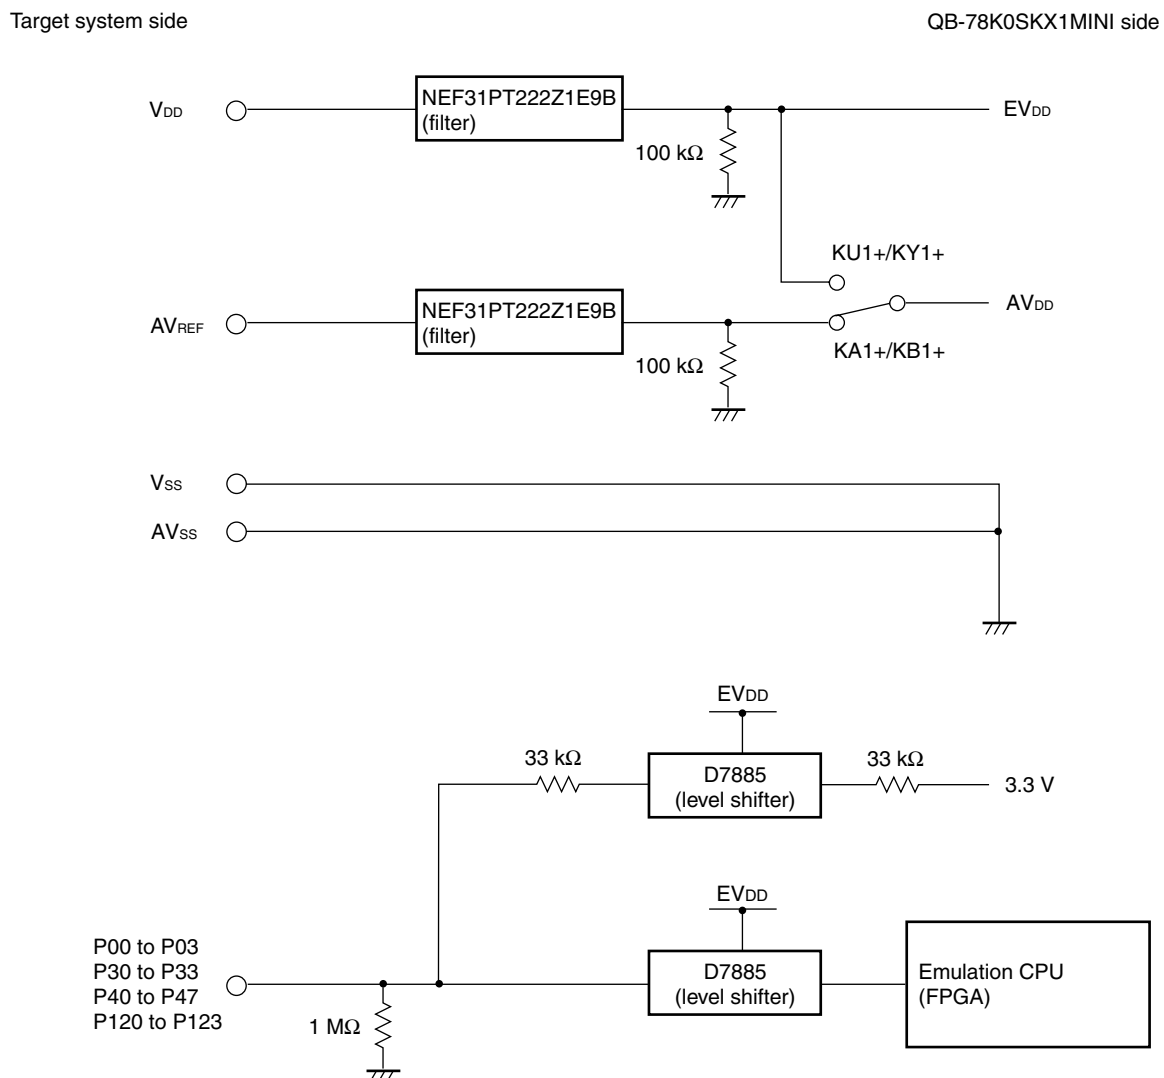 Target system side
QB-78K0SKX1MINI side
VDD
NEF31PT222Z1E9B
(filter)
EVDD
100 kΩ
KU1+/KY1+
AVREF
NEF31PT222Z1E9B
(filter)
AVDD
KA1+/KB1+
100 kΩ
VSS
AVSS
EVDD
33 kΩ
D7885
(level shifter)
33 kΩ
3.3 V
EVDD
P00 to P03
P30 to P33
P40 to P47
P120 to P123
D7885
(level shifter)
Emulation CPU
(FPGA)
1 MΩ